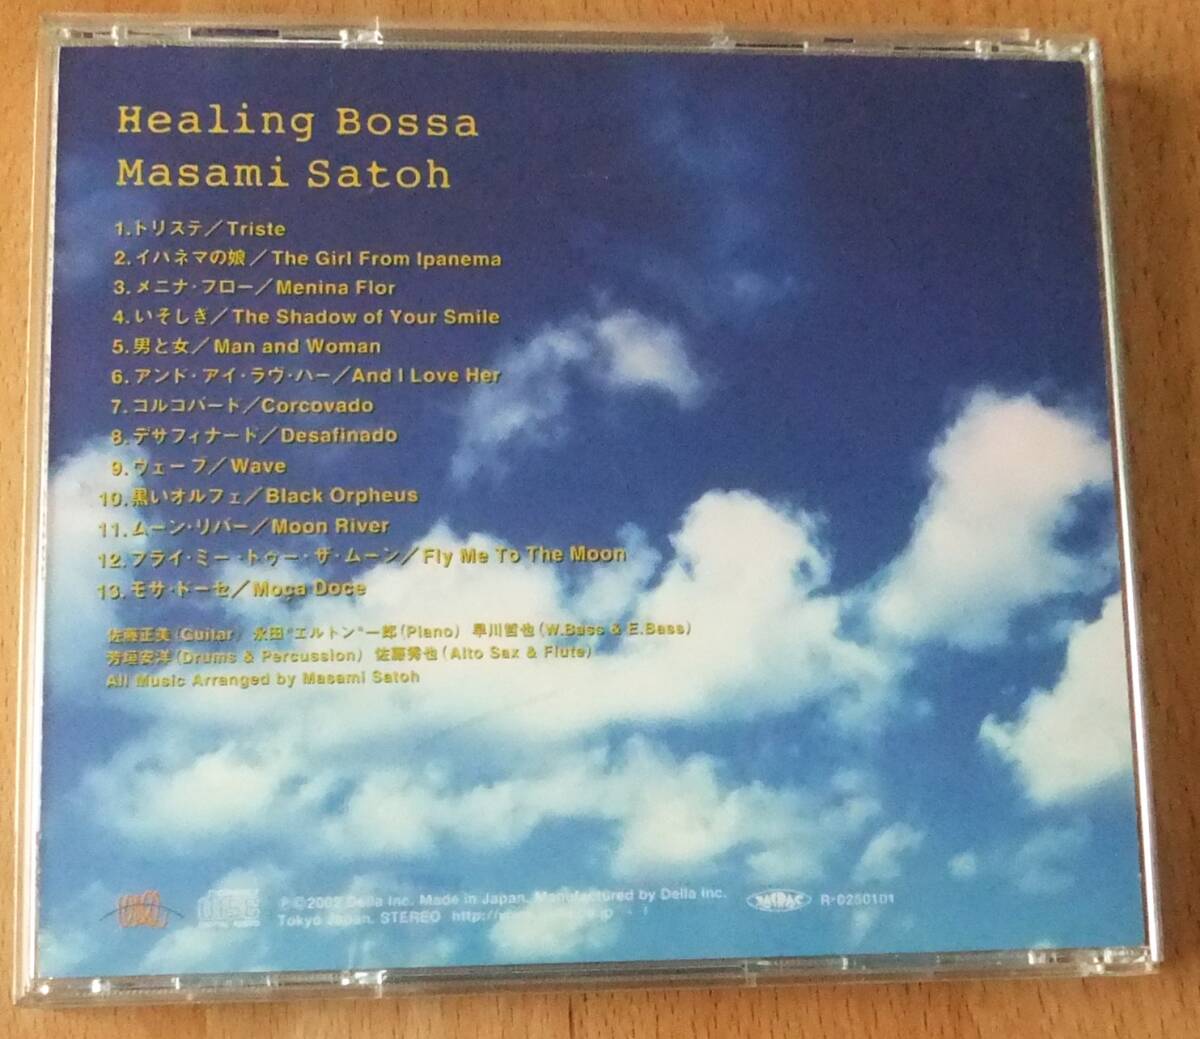 Healing Bossa
Masami Satoh
1.トリステ／Triste
2.イパネマの娘／The Girl From Ipanema
3.メニナ・フロー／Menina Flor
4.いそしぎ／The Shadow of Your Smile
5.男と女／Man and Woman
6.アンド・アイ・ラヴ・ハー／And I Love Her
7.コルコバード／Corcovado
8.デサフィナード／Desafinado
9.ウェーブ／Wave
10.黒いオルフェ／Black Orpheus
11.ムーン・リバー／Moon River
12.フライ・ミー・トゥー・ザ・ムーン／Fly Me To The Moon
13.モサ・ドーセ／Moça Doce
佐藤正美(Guitar) 永田"エルトン"一郎(Piano) 早川哲也(W.Bass & E.Bass)
芳垣安洋(Drums & Percussion) 佐藤秀也(Alto Sax & Flute)
All Music Arranged by Masami Satoh
disc
P©2002 Della Inc. Made in Japan. Manufactured by Della Inc.
Tokyo Japan. STEREO http://
R-0260101